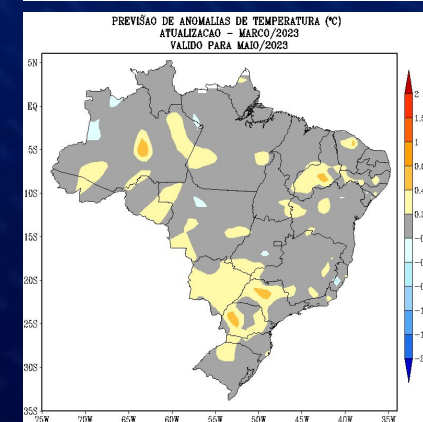 PREVISÃO DE ANOMALIAS DE TEMPERATURA (°C)
ATUALIZACAO - MARCO/2023
VALIDO PARA MAIO/2023
5N
EQ
5S
10S
15S
20S
25S
30S
35S
75W 70W 65W 60W 55W 50W 45W 40W 35W
2
1.5
1